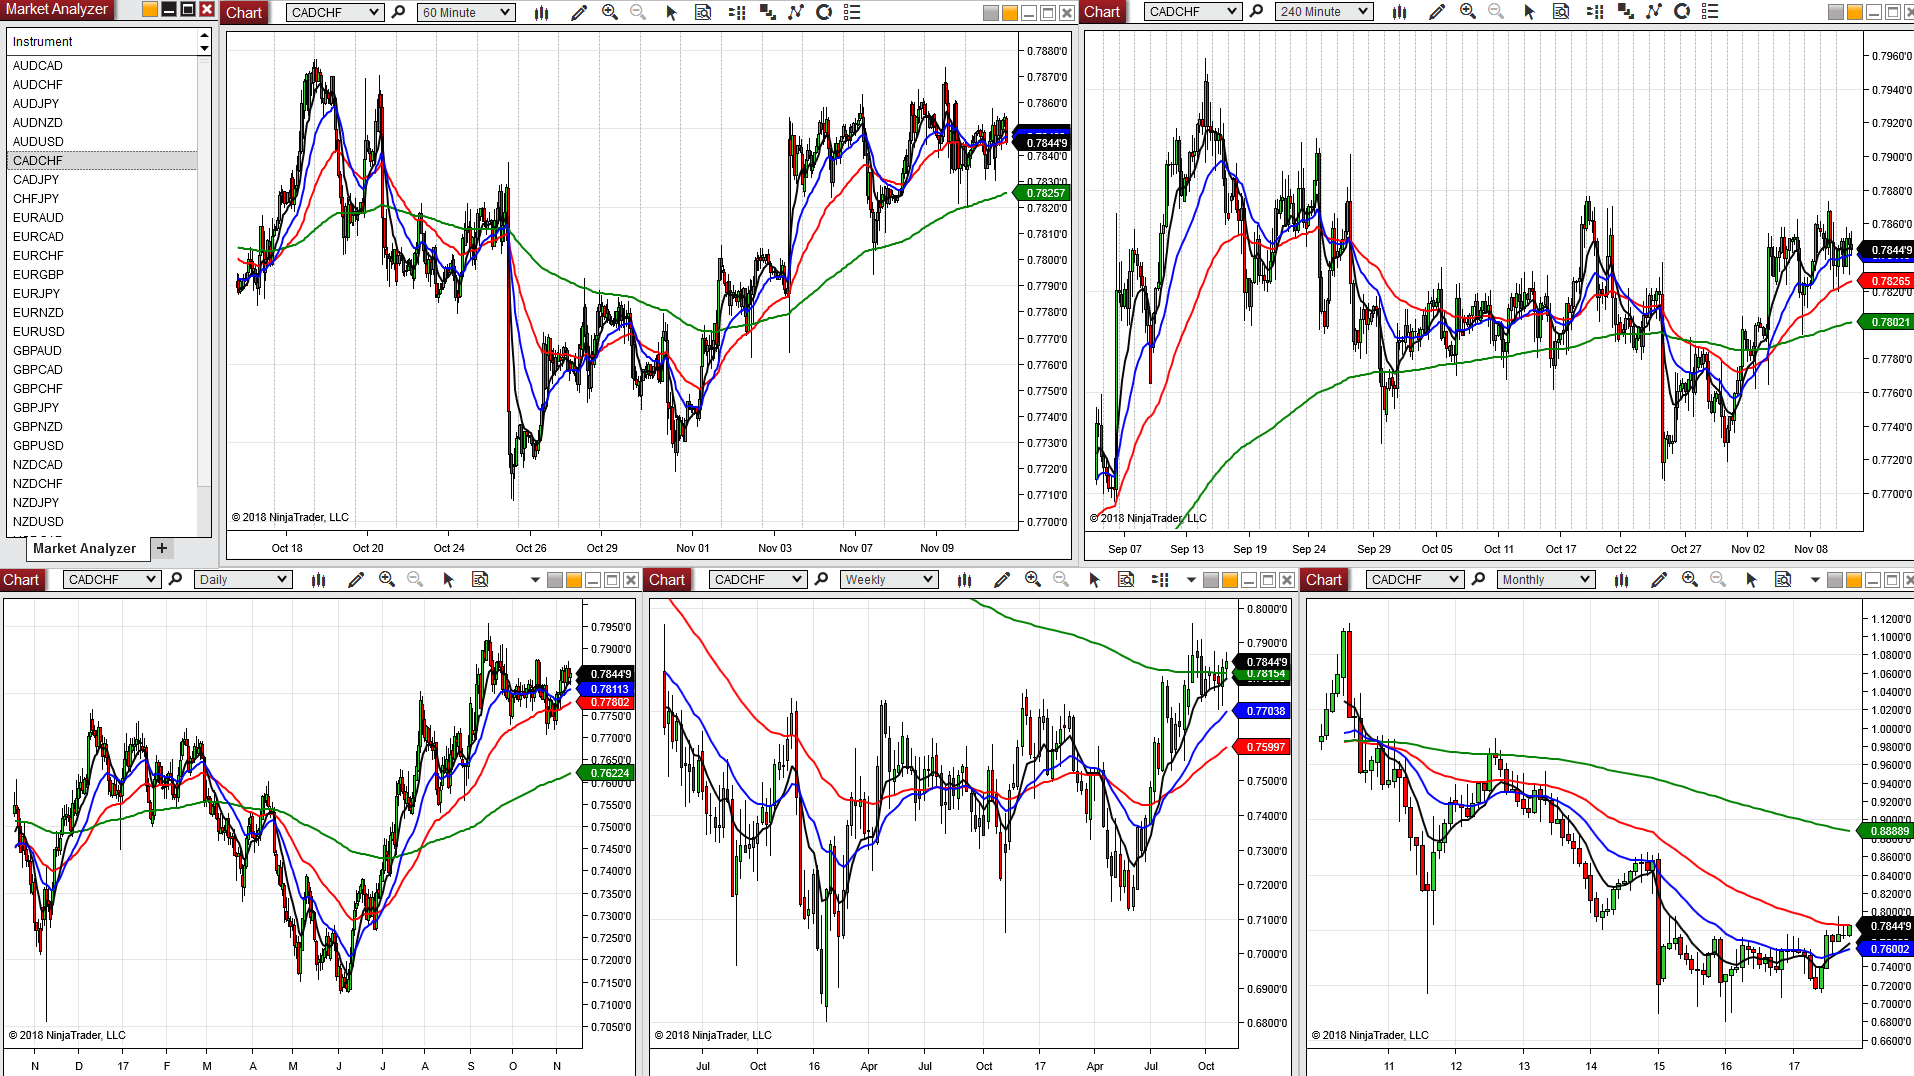 Market Analyzer
Instrument
AUDCAD
AUDCHF
AUDJPY
AUDNZD
AUDUSD
CADCHF
CADJPY
CHFJPY
EURAUD
EURCAD
EURCHF
EURGBP
EURJPY
EURNZD
EURUSD
GBPAUD
GBPCAD
GBPCHF
GBPJPY
GBPNZD
GBPUSD
NZDCAD
NZDCHF
NZDJPY
NZDUSD
Market Analyzer +
Chart CADCHF 60 Minute
0.7880'0
0.7870'0
0.7860'0
0.7844'9
0.7840'0
0.7830'0
0.78257
0.7820'0
0.7810'0
0.7800'0
0.7790'0
0.7780'0
0.7770'0
0.7760'0
0.7750'0
0.7740'0
0.7730'0
0.7720'0
0.7710'0
0.7700'0
© 2018 NinjaTrader, LLC
Oct 18 Oct 20 Oct 24 Oct 26 Oct 29 Nov 01 Nov 03 Nov 07 Nov 09
Chart CADCHF 240 Minute
0.7960'0
0.7940'0
0.7920'0
0.7900'0
0.7880'0
0.7860'0
0.7844'9
0.78265
0.7820'0
0.78021
0.7780'0
0.7760'0
0.7740'0
0.7720'0
0.7700'0
© 2018 NinjaTrader, LLC
Sep 07 Sep 13 Sep 19 Sep 24 Sep 29 Oct 05 Oct 11 Oct 17 Oct 22 Oct 27 Nov 02 Nov 08
Chart CADCHF Daily
0.7950'0
0.7900'0
0.7844'9
0.78113
0.77802
0.7750'0
0.7700'0
0.7650'0
0.76224
0.7600'0
0.7550'0
0.7500'0
0.7450'0
0.7400'0
0.7350'0
0.7300'0
0.7250'0
0.7200'0
0.7150'0
0.7100'0
0.7050'0
© 2018 NinjaTrader, LLC
N D 17 F M A M J J A S O N
Chart CADCHF Weekly
0.8000'0
0.7900'0
0.7844'9
0.78154
0.77038
0.75997
0.7500'0
0.7400'0
0.7300'0
0.7200'0
0.7100'0
0.7000'0
0.6900'0
0.6800'0
© 2018 NinjaTrader, LLC
Jul Oct 16 Apr Jul Oct 17 Apr Jul Oct
Chart CADCHF Monthly
1.1200'0
1.1000'0
1.0800'0
1.0600'0
1.0400'0
1.0200'0
1.0000'0
0.9800'0
0.9600'0
0.9400'0
0.9200'0
0.9000'0
0.88889
0.8600'0
0.8400'0
0.8200'0
0.8000'0
0.7844'9
0.76002
0.7400'0
0.7200'0
0.7000'0
0.6800'0
0.6600'0
© 2018 NinjaTrader, LLC
11 12 13 14 15 16 17